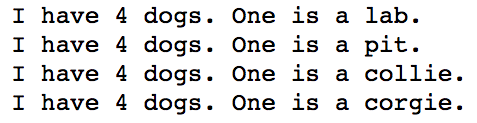 I have 4 dogs. One is a lab.
I have 4 dogs. One is a pit.
I have 4 dogs. One is a collie.
I have 4 dogs. One is a corgie.